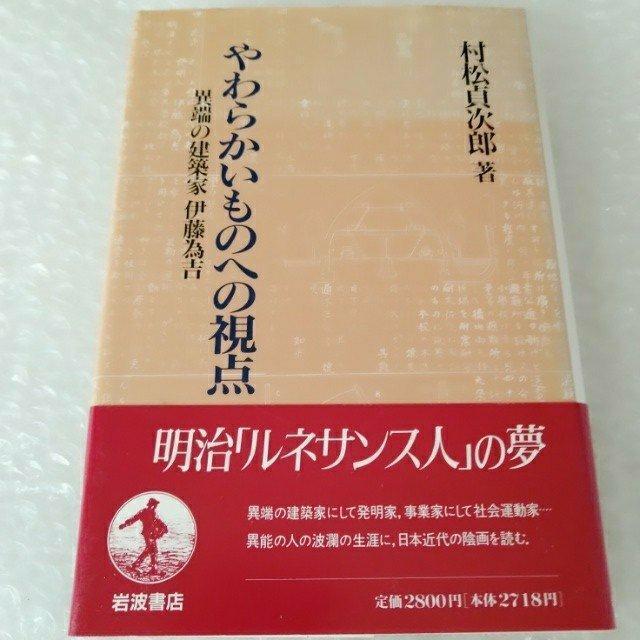 村松貞次郎 著
やわらかいものへの視点
異端の建築家 伊藤為吉
明治「ルネサンス人」の夢
異端の建築家にして発明家,事業家にして社会運動家……
異能の人の波瀾の生涯に,日本近代の陰画を読む.
岩波書店
定価2800円[本体2718円]